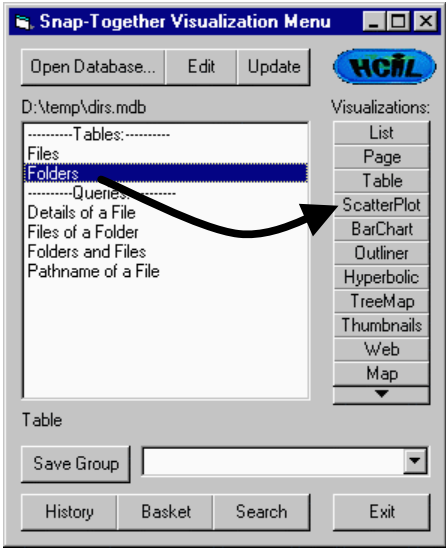 Snap-Together Visualization Menu
Open Database... Edit Update
HCIL
D:\temp\dirs.mdb
Visualizations:
----------Tables:----------
Files
Folders
----------Queries:----------
Details of a File
Files of a Folder
Folders and Files
Pathname of a File
List
Page
Table
ScatterPlot
BarChart
Outliner
Hyperbolic
TreeMap
Thumbnails
Web
Map
Table
Save Group
History Basket Search Exit